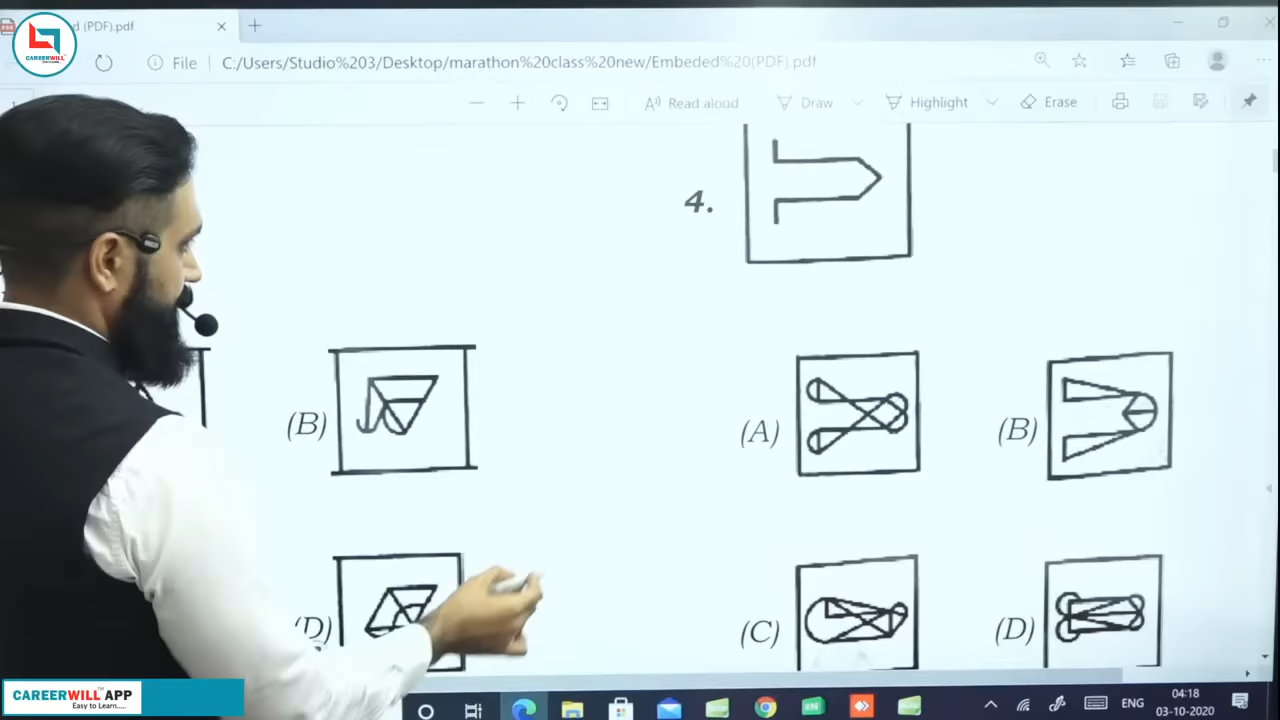 d (PDF).pdf
CAREERWILL
File
C:/Users/Studio%203/Desktop/marathon%20class%20new/Embeded%20(PDF).pdf
Read aloud
Draw
Highlight
Erase
4.
(B)
(A)
(B)
(D)
(C)
(D)
CAREERWILL APP
Easy to Learn.....
ENG
04:18
03-10-2020